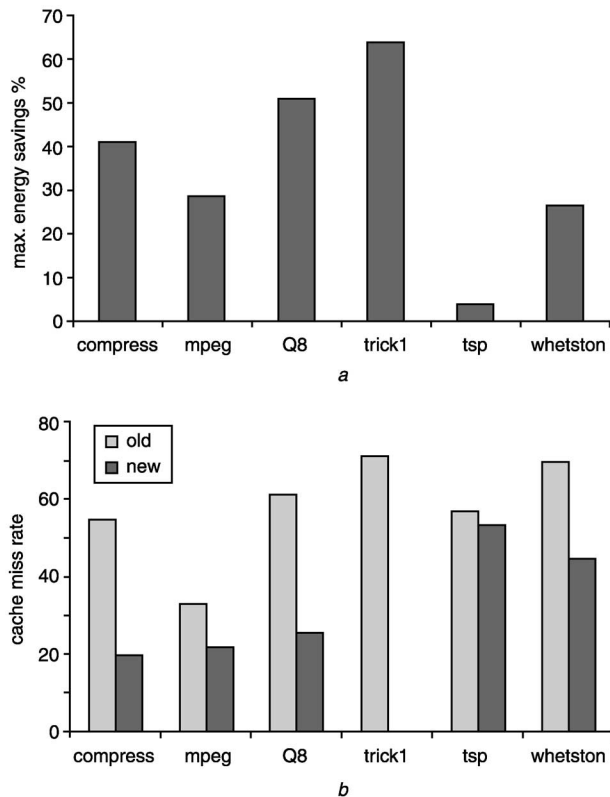 max. energy savings %
70
60
50
40
30
20
10
0
compress mpeg Q8 trick1 tsp whetston
a
cache miss rate
80
60
40
20
0
old
new
compress mpeg Q8 trick1 tsp whetston
b